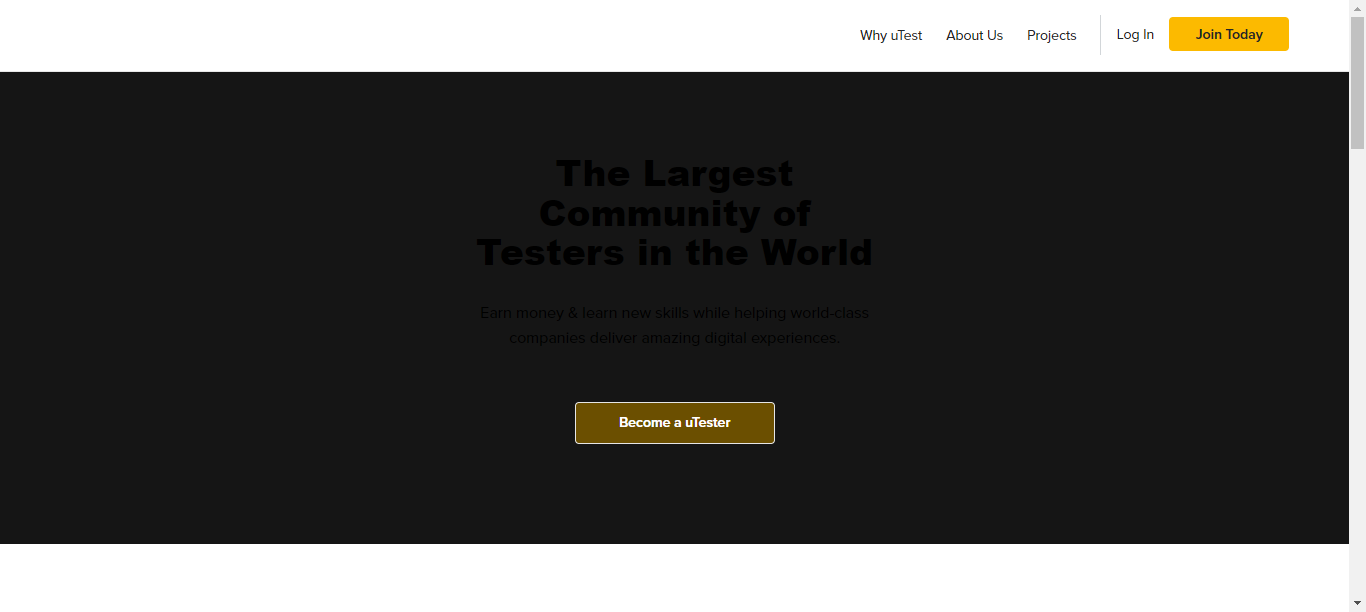 Why uTest About Us Projects Log In Join Today
The Largest
Community of
Testers in the World
Earn money & learn new skills while helping world-class
companies deliver amazing digital experiences.
Become a uTester